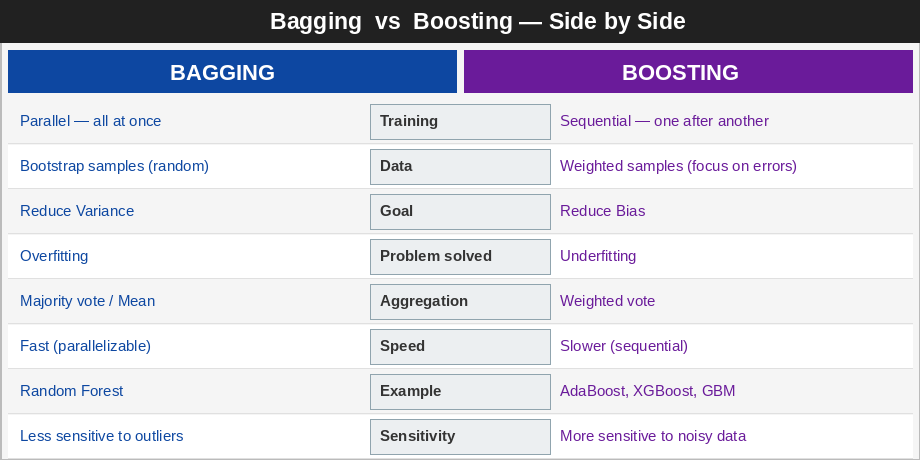 Bagging  vs  Boosting — Side by Side
BAGGING BOOSTING
Parallel — all at once Training Sequential — one after another
Bootstrap samples (random) Data Weighted samples (focus on errors)
Reduce Variance Goal Reduce Bias
Overfitting Problem solved Underfitting
Majority vote / Mean Aggregation Weighted vote
Fast (parallelizable) Speed Slower (sequential)
Random Forest Example AdaBoost, XGBoost, GBM
Less sensitive to outliers Sensitivity More sensitive to noisy data